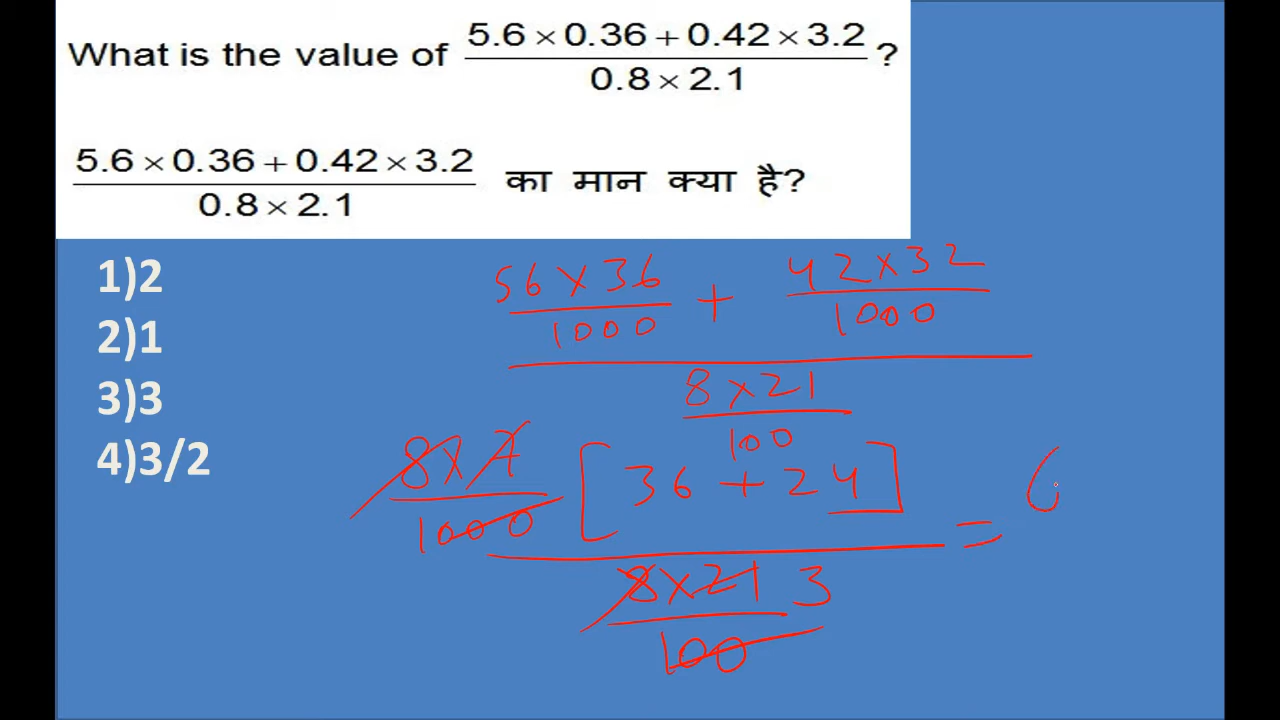 What is the value of 5.6 × 0.36 + 0.42 × 3.2 / 0.8 × 2.1 ?
5.6 × 0.36 + 0.42 × 3.2 / 0.8 × 2.1 का मान क्या है?
1)2
2)1
3)3
4)3/2
56 × 36 / 1000 + 42 × 32 / 1000
8 × 21 / 100
8 × 7 / 1000 [ 36 + 24 ] = 6
8 × 21 3 / 100